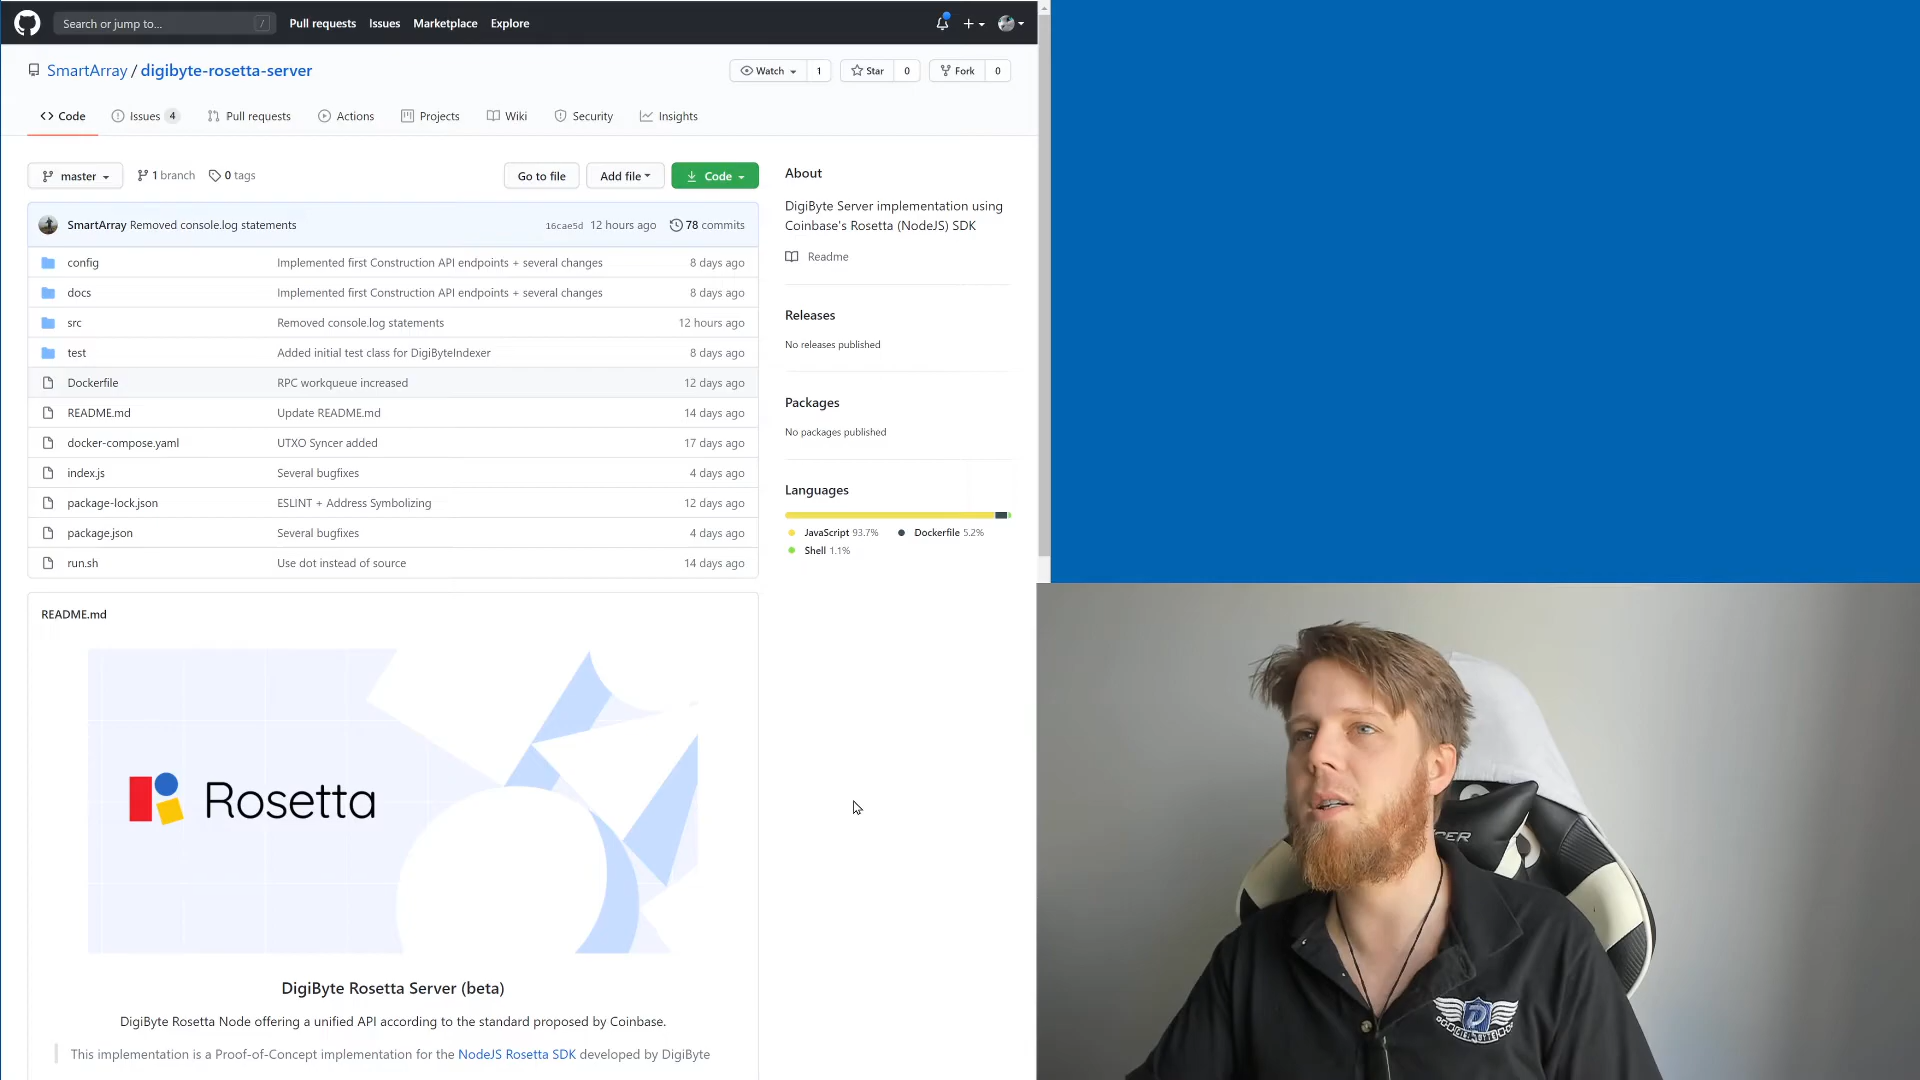 Search or jump to... /
Pull requests Issues Marketplace Explore
SmartArray / digibyte-rosetta-server
Watch 1 Star 0 Fork 0
Code Issues 4 Pull requests Actions Projects Wiki Security Insights
master 1 branch 0 tags Go to file Add file Code
SmartArray Removed console.log statements 16cae5d 12 hours ago 78 commits
config Implemented first Construction API endpoints + several changes 8 days ago
docs Implemented first Construction API endpoints + several changes 8 days ago
src Removed console.log statements 12 hours ago
test Added initial test class for DigiByteIndexer 8 days ago
Dockerfile RPC workqueue increased 12 days ago
README.md Update README.md 14 days ago
docker-compose.yaml UTXO Syncer added 17 days ago
index.js Several bugfixes 4 days ago
package-lock.json ESLINT + Address Symbolizing 12 days ago
package.json Several bugfixes 4 days ago
run.sh Use dot instead of source 14 days ago
About
DigiByte Server implementation using
Coinbase's Rosetta (NodeJS) SDK
Readme
Releases
No releases published
Packages
No packages published
Languages
JavaScript 93.7% Dockerfile 5.2%
Shell 1.1%
README.md
Rosetta
DigiByte Rosetta Server (beta)
DigiByte Rosetta Node offering a unified API according to the standard proposed by Coinbase.
This implementation is a Proof-of-Concept implementation for the NodeJS Rosetta SDK developed by DigiByte